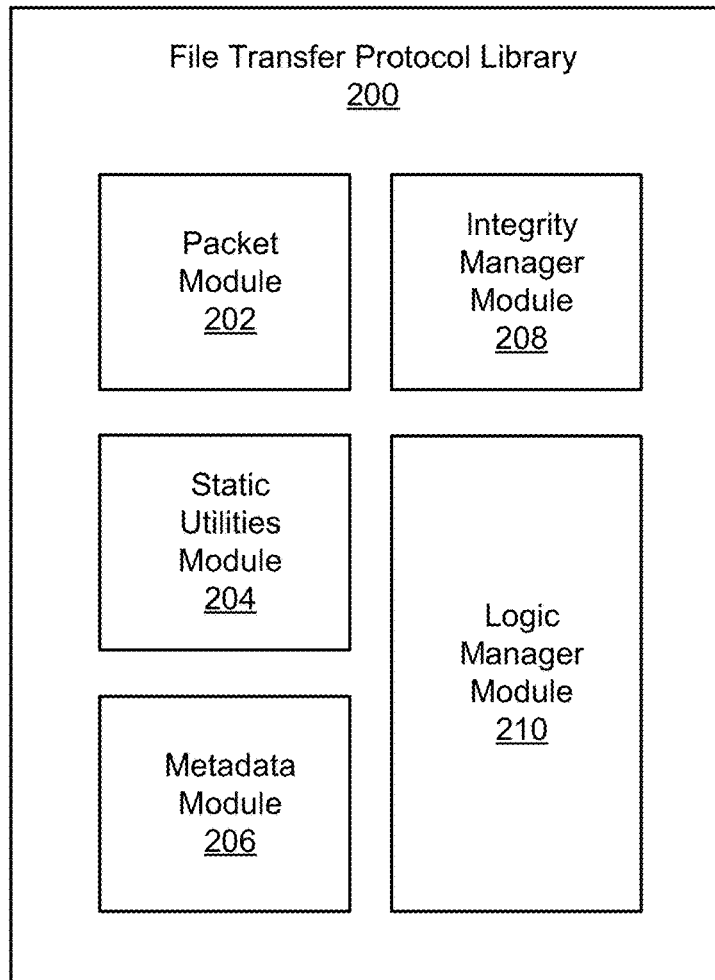 File Transfer Protocol Library
200
Packet
Module
202
Integrity
Manager
Module
208
Static
Utilities
Module
204
Logic
Manager
Module
210
Metadata
Module
206